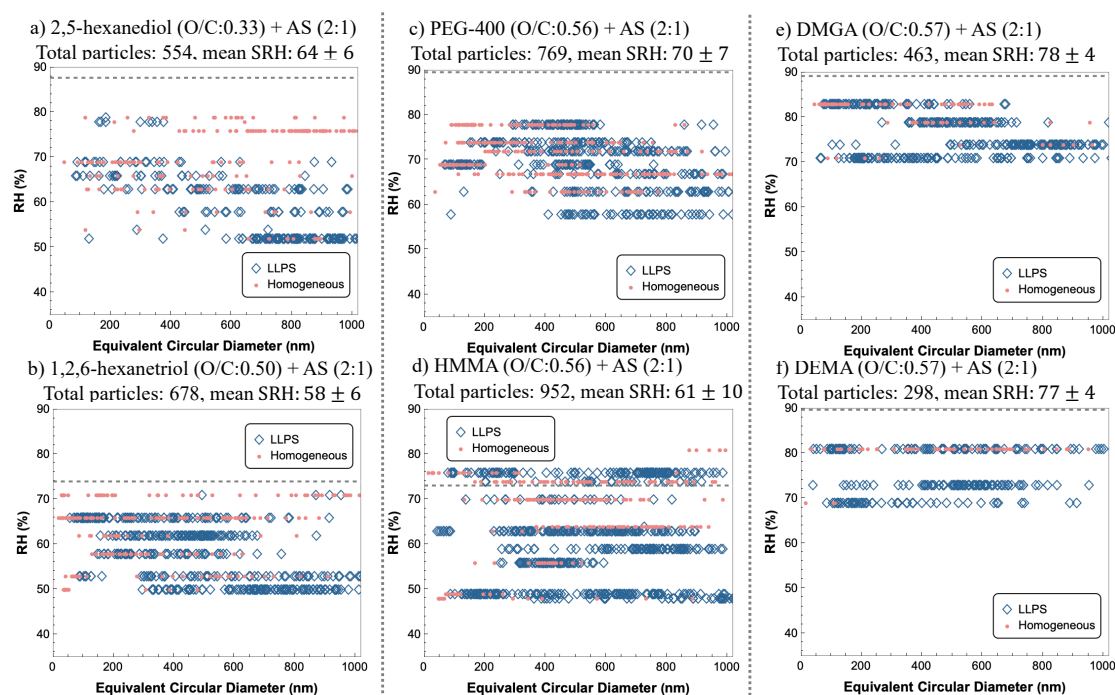 a) 2,5-hexanediol (O/C:0.33) + AS (2:1)
Total particles: 554, mean SRH: 64 ± 6
90
80
70
60
50
40
RH (%)
LLPS
Homogeneous
0
200
400
600
800
1000
Equivalent Circular Diameter (nm)
b) 1,2,6-hexanetriol (O/C:0.50) + AS (2:1)
Total particles: 678, mean SRH: 58 ± 6
90
80
70
60
50
40
RH (%)
LLPS
Homogeneous
0
200
400
600
800
1000
Equivalent Circular Diameter (nm)
c) PEG-400 (O/C:0.56) + AS (2:1)
Total particles: 769, mean SRH: 70 ± 7
90
80
70
60
50
40
RH (%)
LLPS
Homogeneous
0
200
400
600
800
1000
Equivalent Circular Diameter (nm)
d) HMMA (O/C:0.56) + AS (2:1)
Total particles: 952, mean SRH: 61 ± 10
90
80
70
60
50
40
RH (%)
LLPS
Homogeneous
0
200
400
600
800
1000
Equivalent Circular Diameter (nm)
e) DMGA (O/C:0.57) + AS (2:1)
Total particles: 463, mean SRH: 78 ± 4
90
80
70
60
50
40
RH (%)
LLPS
Homogeneous
0
200
400
600
800
1000
Equivalent Circular Diameter (nm)
f) DEMA (O/C:0.57) + AS (2:1)
Total particles: 298, mean SRH: 77 ± 4
90
80
70
60
50
40
RH (%)
LLPS
Homogeneous
0
200
400
600
800
1000
Equivalent Circular Diameter (nm)